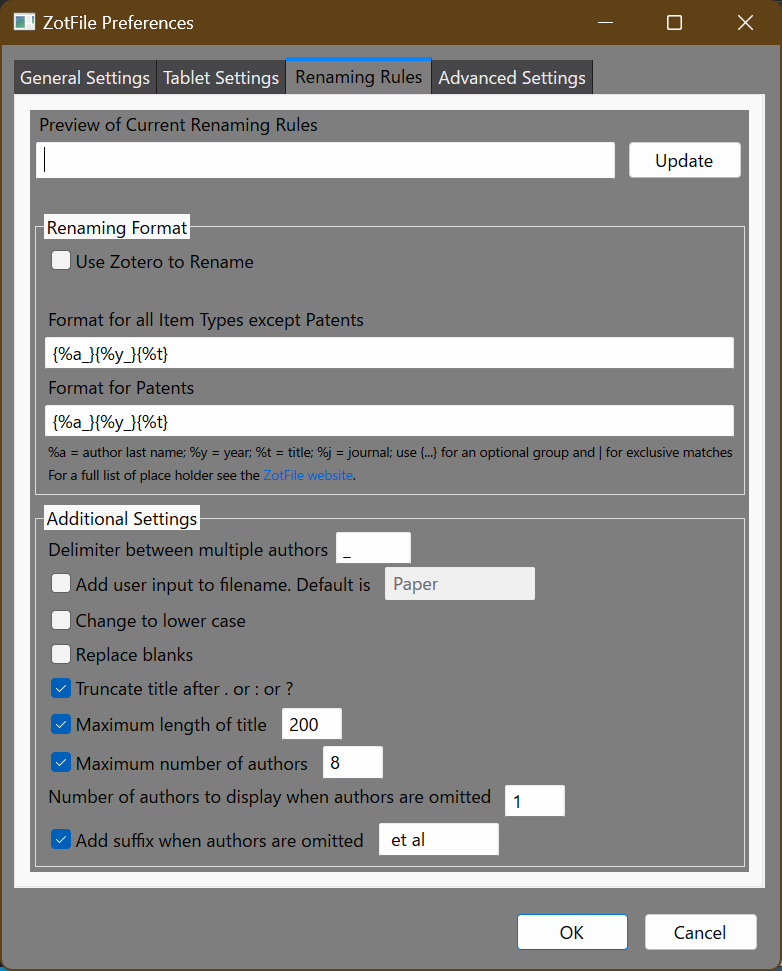 ZotFile Preferences
General Settings Tablet Settings Renaming Rules Advanced Settings
Preview of Current Renaming Rules
Update
Renaming Format
Use Zotero to Rename
Format for all Item Types except Patents
{%a_}{%y_}{%t}
Format for Patents
{%a_}{%y_}{%t}
%a = author last name; %y = year; %t = title; %j = journal; use {...} for an optional group and | for exclusive matches
For a full list of place holder see the ZotFile website.
Additional Settings
Delimiter between multiple authors _
Add user input to filename. Default is Paper
Change to lower case
Replace blanks
Truncate title after . or : or ?
Maximum length of title 200
Maximum number of authors 8
Number of authors to display when authors are omitted 1
Add suffix when authors are omitted et al
OK Cancel